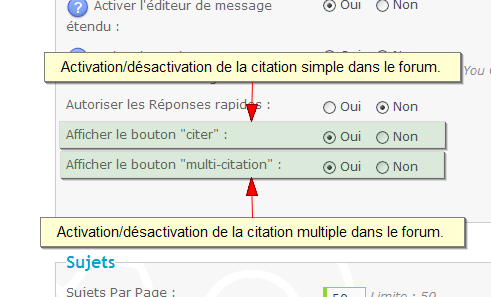 Activer l'éditeur de message
étendu :
Oui Non
Activation/désactivation de la citation simple dans le forum.
You
Autoriser les Réponses rapides : Oui Non
Afficher le bouton "citer" : Oui Non
Afficher le bouton "multi-citation" : Oui Non
Activation/désactivation de la citation multiple dans le forum.
Sujets
Sujets Par Page : 50 Limite : 50